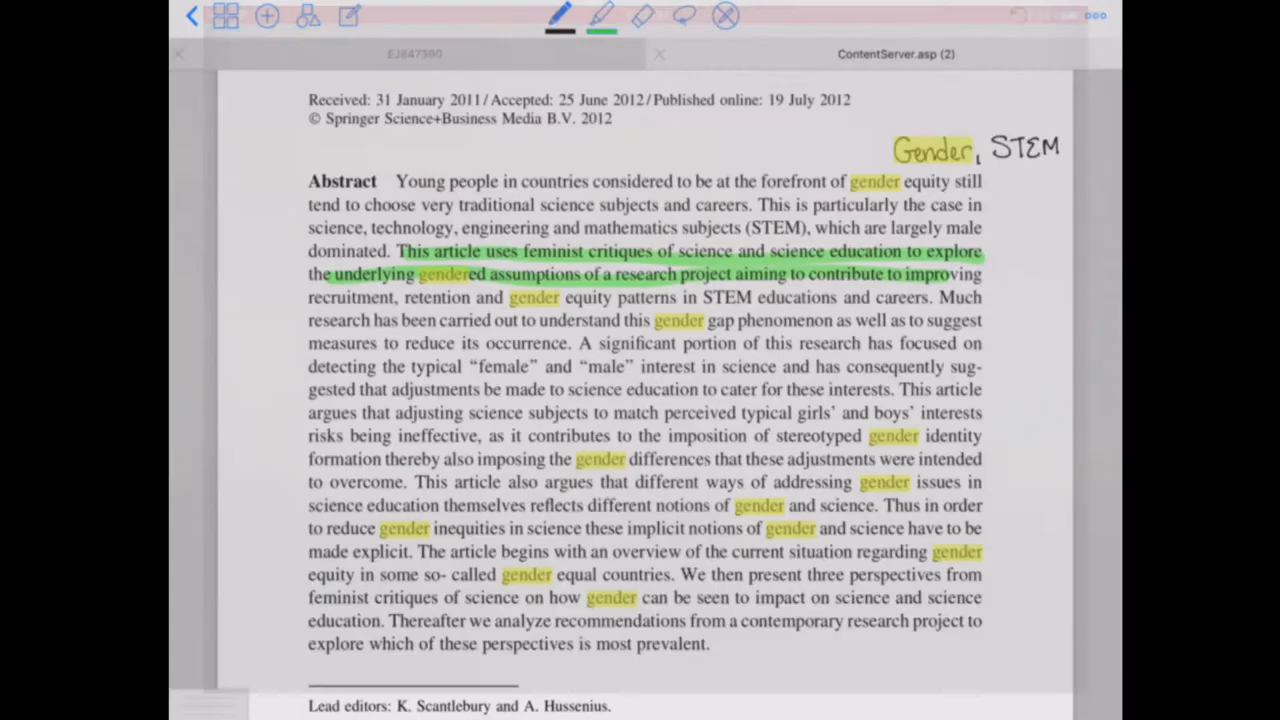 EJ847390
ContentServer.asp (2)
Received: 31 January 2011 / Accepted: 25 June 2012 / Published online: 19 July 2012
© Springer Science+Business Media B.V. 2012
Gender, STEM
Abstract Young people in countries considered to be at the forefront of gender equity still
tend to choose very traditional science subjects and careers. This is particularly the case in
science, technology, engineering and mathematics subjects (STEM), which are largely male
dominated. This article uses feminist critiques of science and science education to explore
the underlying gendered assumptions of a research project aiming to contribute to improving
recruitment, retention and gender equity patterns in STEM educations and careers. Much
research has been carried out to understand this gender gap phenomenon as well as to suggest
measures to reduce its occurrence. A significant portion of this research has focused on
detecting the typical “female” and “male” interest in science and has consequently sug-
gested that adjustments be made to science education to cater for these interests. This article
argues that adjusting science subjects to match perceived typical girls’ and boys’ interests
risks being ineffective, as it contributes to the imposition of stereotyped gender identity
formation thereby also imposing the gender differences that these adjustments were intended
to overcome. This article also argues that different ways of addressing gender issues in
science education themselves reflects different notions of gender and science. Thus in order
to reduce gender inequities in science these implicit notions of gender and science have to be
made explicit. The article begins with an overview of the current situation regarding gender
equity in some so- called gender equal countries. We then present three perspectives from
feminist critiques of science on how gender can be seen to impact on science and science
education. Thereafter we analyze recommendations from a contemporary research project to
explore which of these perspectives is most prevalent.
Lead editors: K. Scantlebury and A. Hussenius.